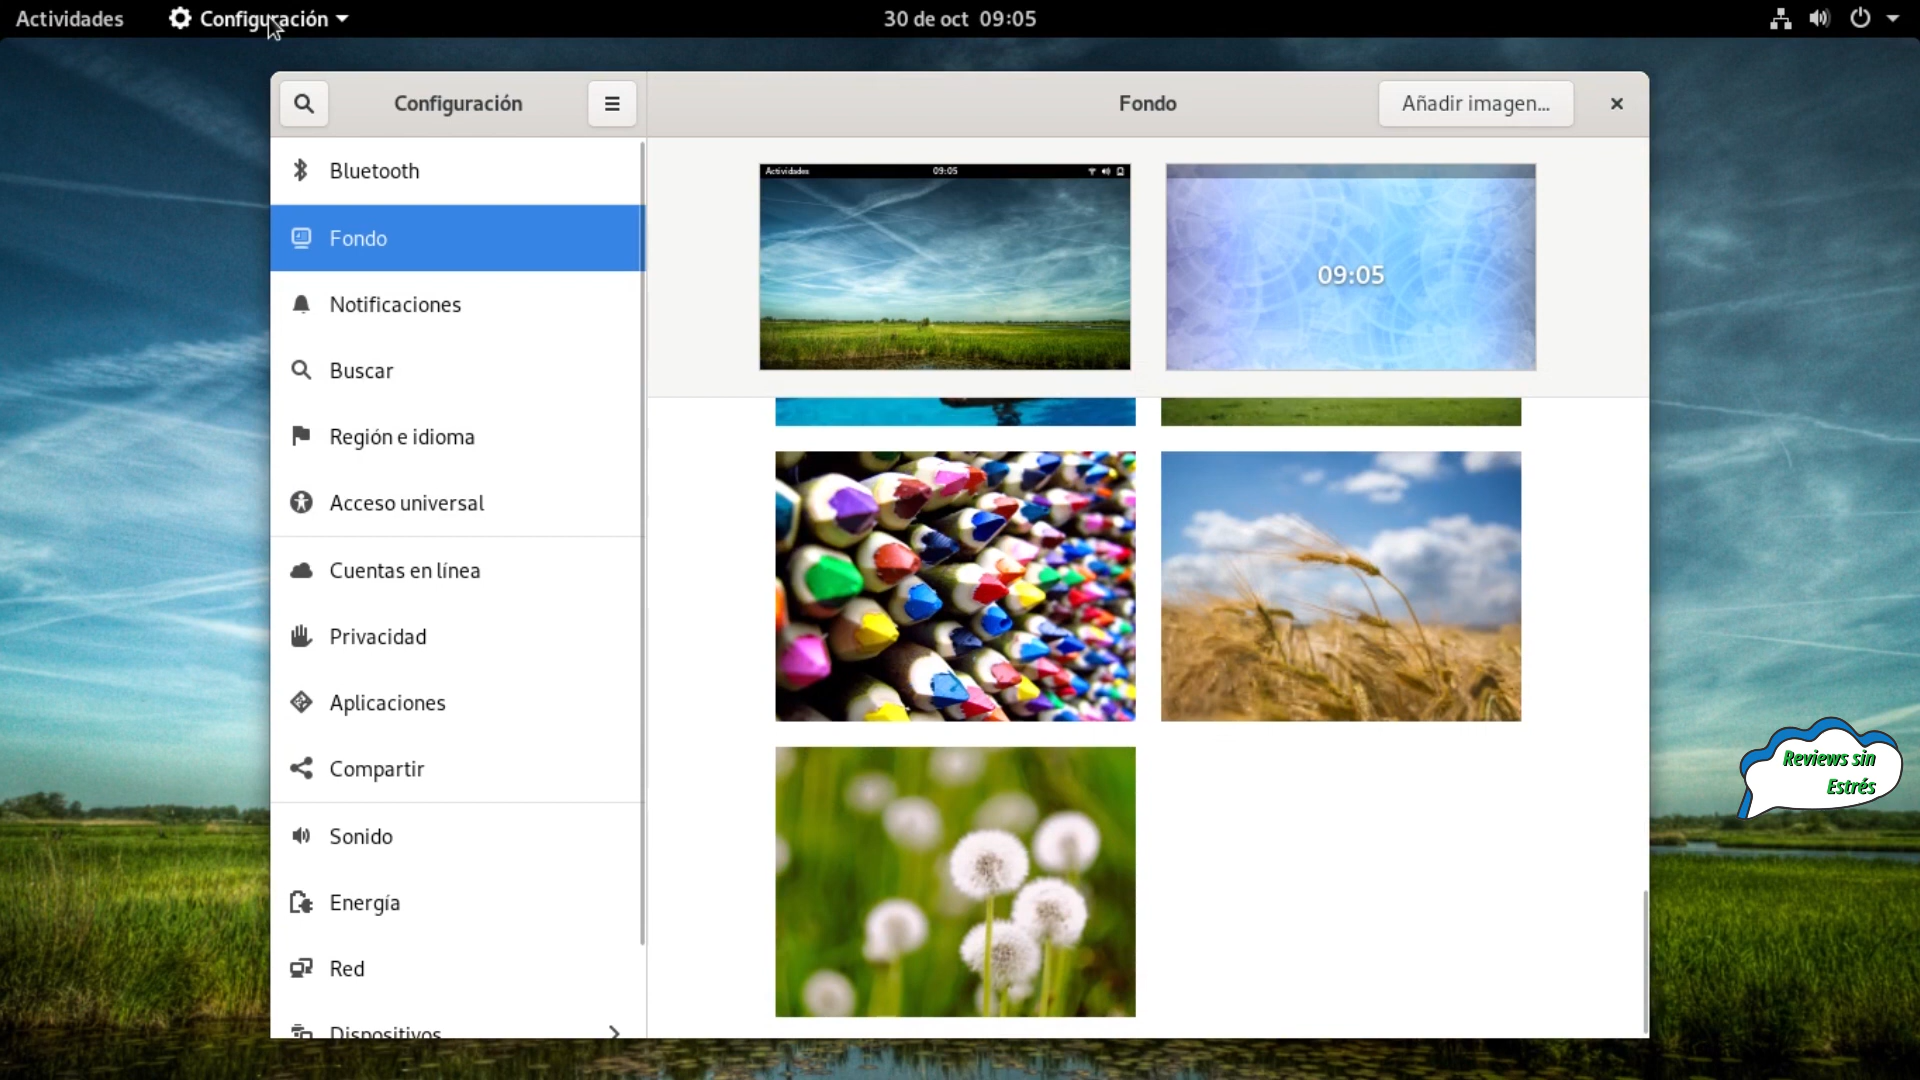 Actividades
Configuración
30 de oct 09:05
Configuración
Fondo
Añadir imagen...
Bluetooth
Fondo
Notificaciones
Buscar
Región e idioma
Acceso universal
Cuentas en línea
Privacidad
Aplicaciones
Compartir
Sonido
Energía
Red
Dispositivos
Actividades
09:05
09:05
Reviews sin
Estrés